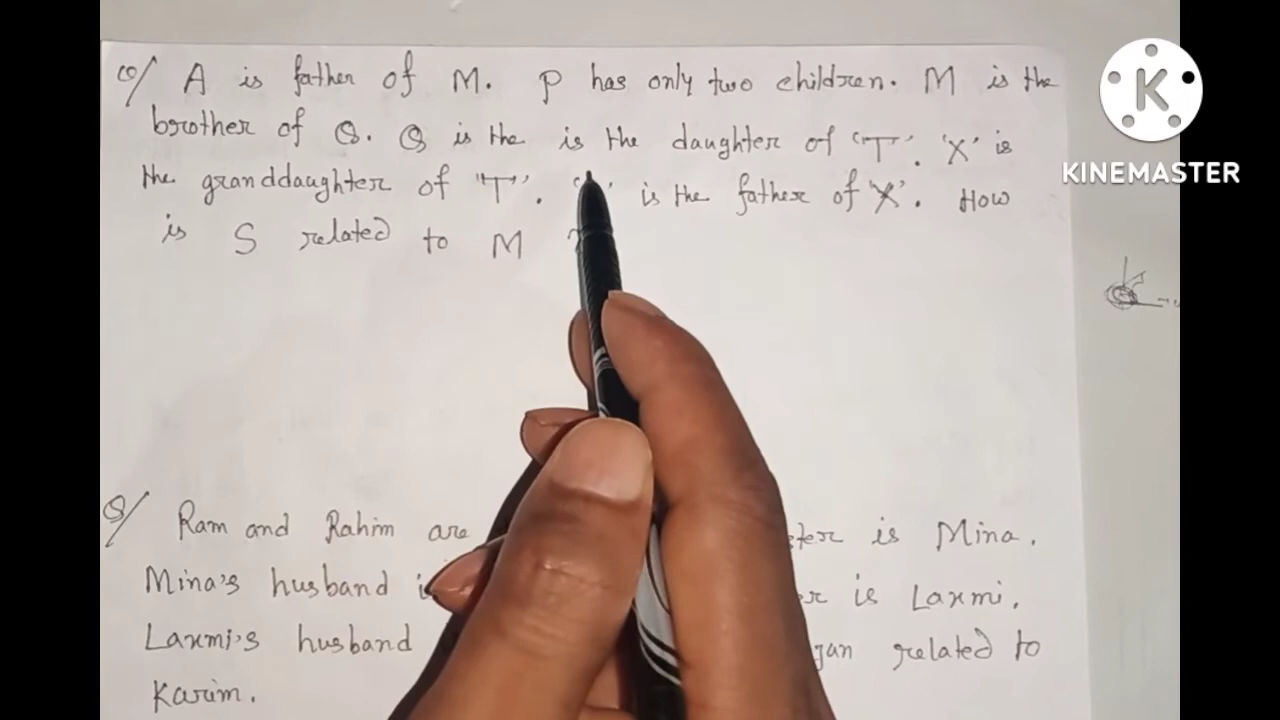 Q/ A is father of M. P has only two children. M is the
brother of Q. Q is the is the daughter of 'T'. 'X' is
the granddaughter of 'T'. is the father of 'X'. How
is S related to M ?
Q/ Ram and Rahim are is Mina.
Mina's husband is Laxmi.
Laxmi's husband related to
Karim.
K
KINEMASTER